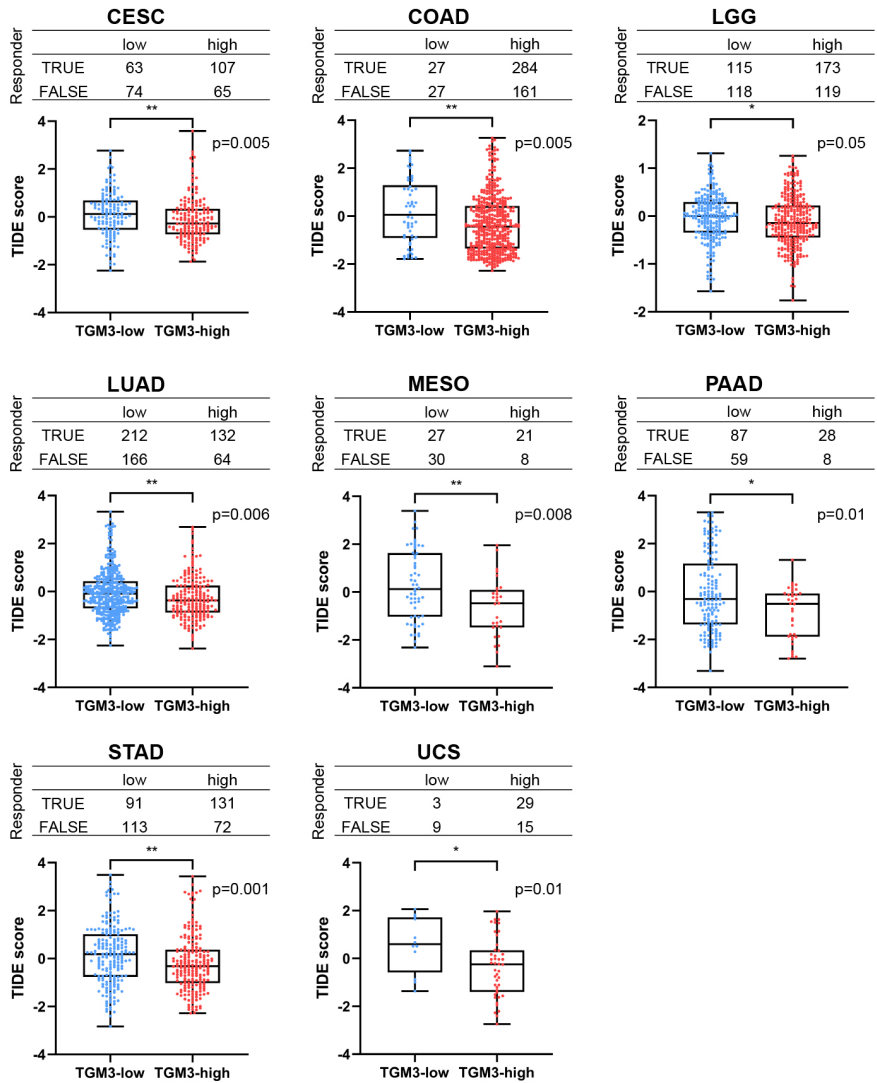 CESC
Responder
low high
TRUE 63 107
FALSE 74 65
**
p=0.005
TIDE score
4
2
0
-2
-4
TGM3-low TGM3-high
COAD
Responder
low high
TRUE 27 284
FALSE 27 161
**
p=0.005
TIDE score
4
2
0
-2
-4
TGM3-low TGM3-high
LGG
Responder
low high
TRUE 115 173
FALSE 118 119
*
p=0.05
TIDE score
2
1
0
-1
-2
TGM3-low TGM3-high
LUAD
Responder
low high
TRUE 212 132
FALSE 166 64
**
p=0.006
TIDE score
4
2
0
-2
-4
TGM3-low TGM3-high
MESO
Responder
low high
TRUE 27 21
FALSE 30 8
**
p=0.008
TIDE score
4
2
0
-2
-4
TGM3-low TGM3-high
PAAD
Responder
low high
TRUE 87 28
FALSE 59 8
*
p=0.01
TIDE score
4
2
0
-2
-4
TGM3-low TGM3-high
STAD
Responder
low high
TRUE 91 131
FALSE 113 72
**
p=0.001
TIDE score
4
2
0
-2
-4
TGM3-low TGM3-high
UCS
Responder
low high
TRUE 3 29
FALSE 9 15
*
p=0.01
TIDE score
4
2
0
-2
-4
TGM3-low TGM3-high